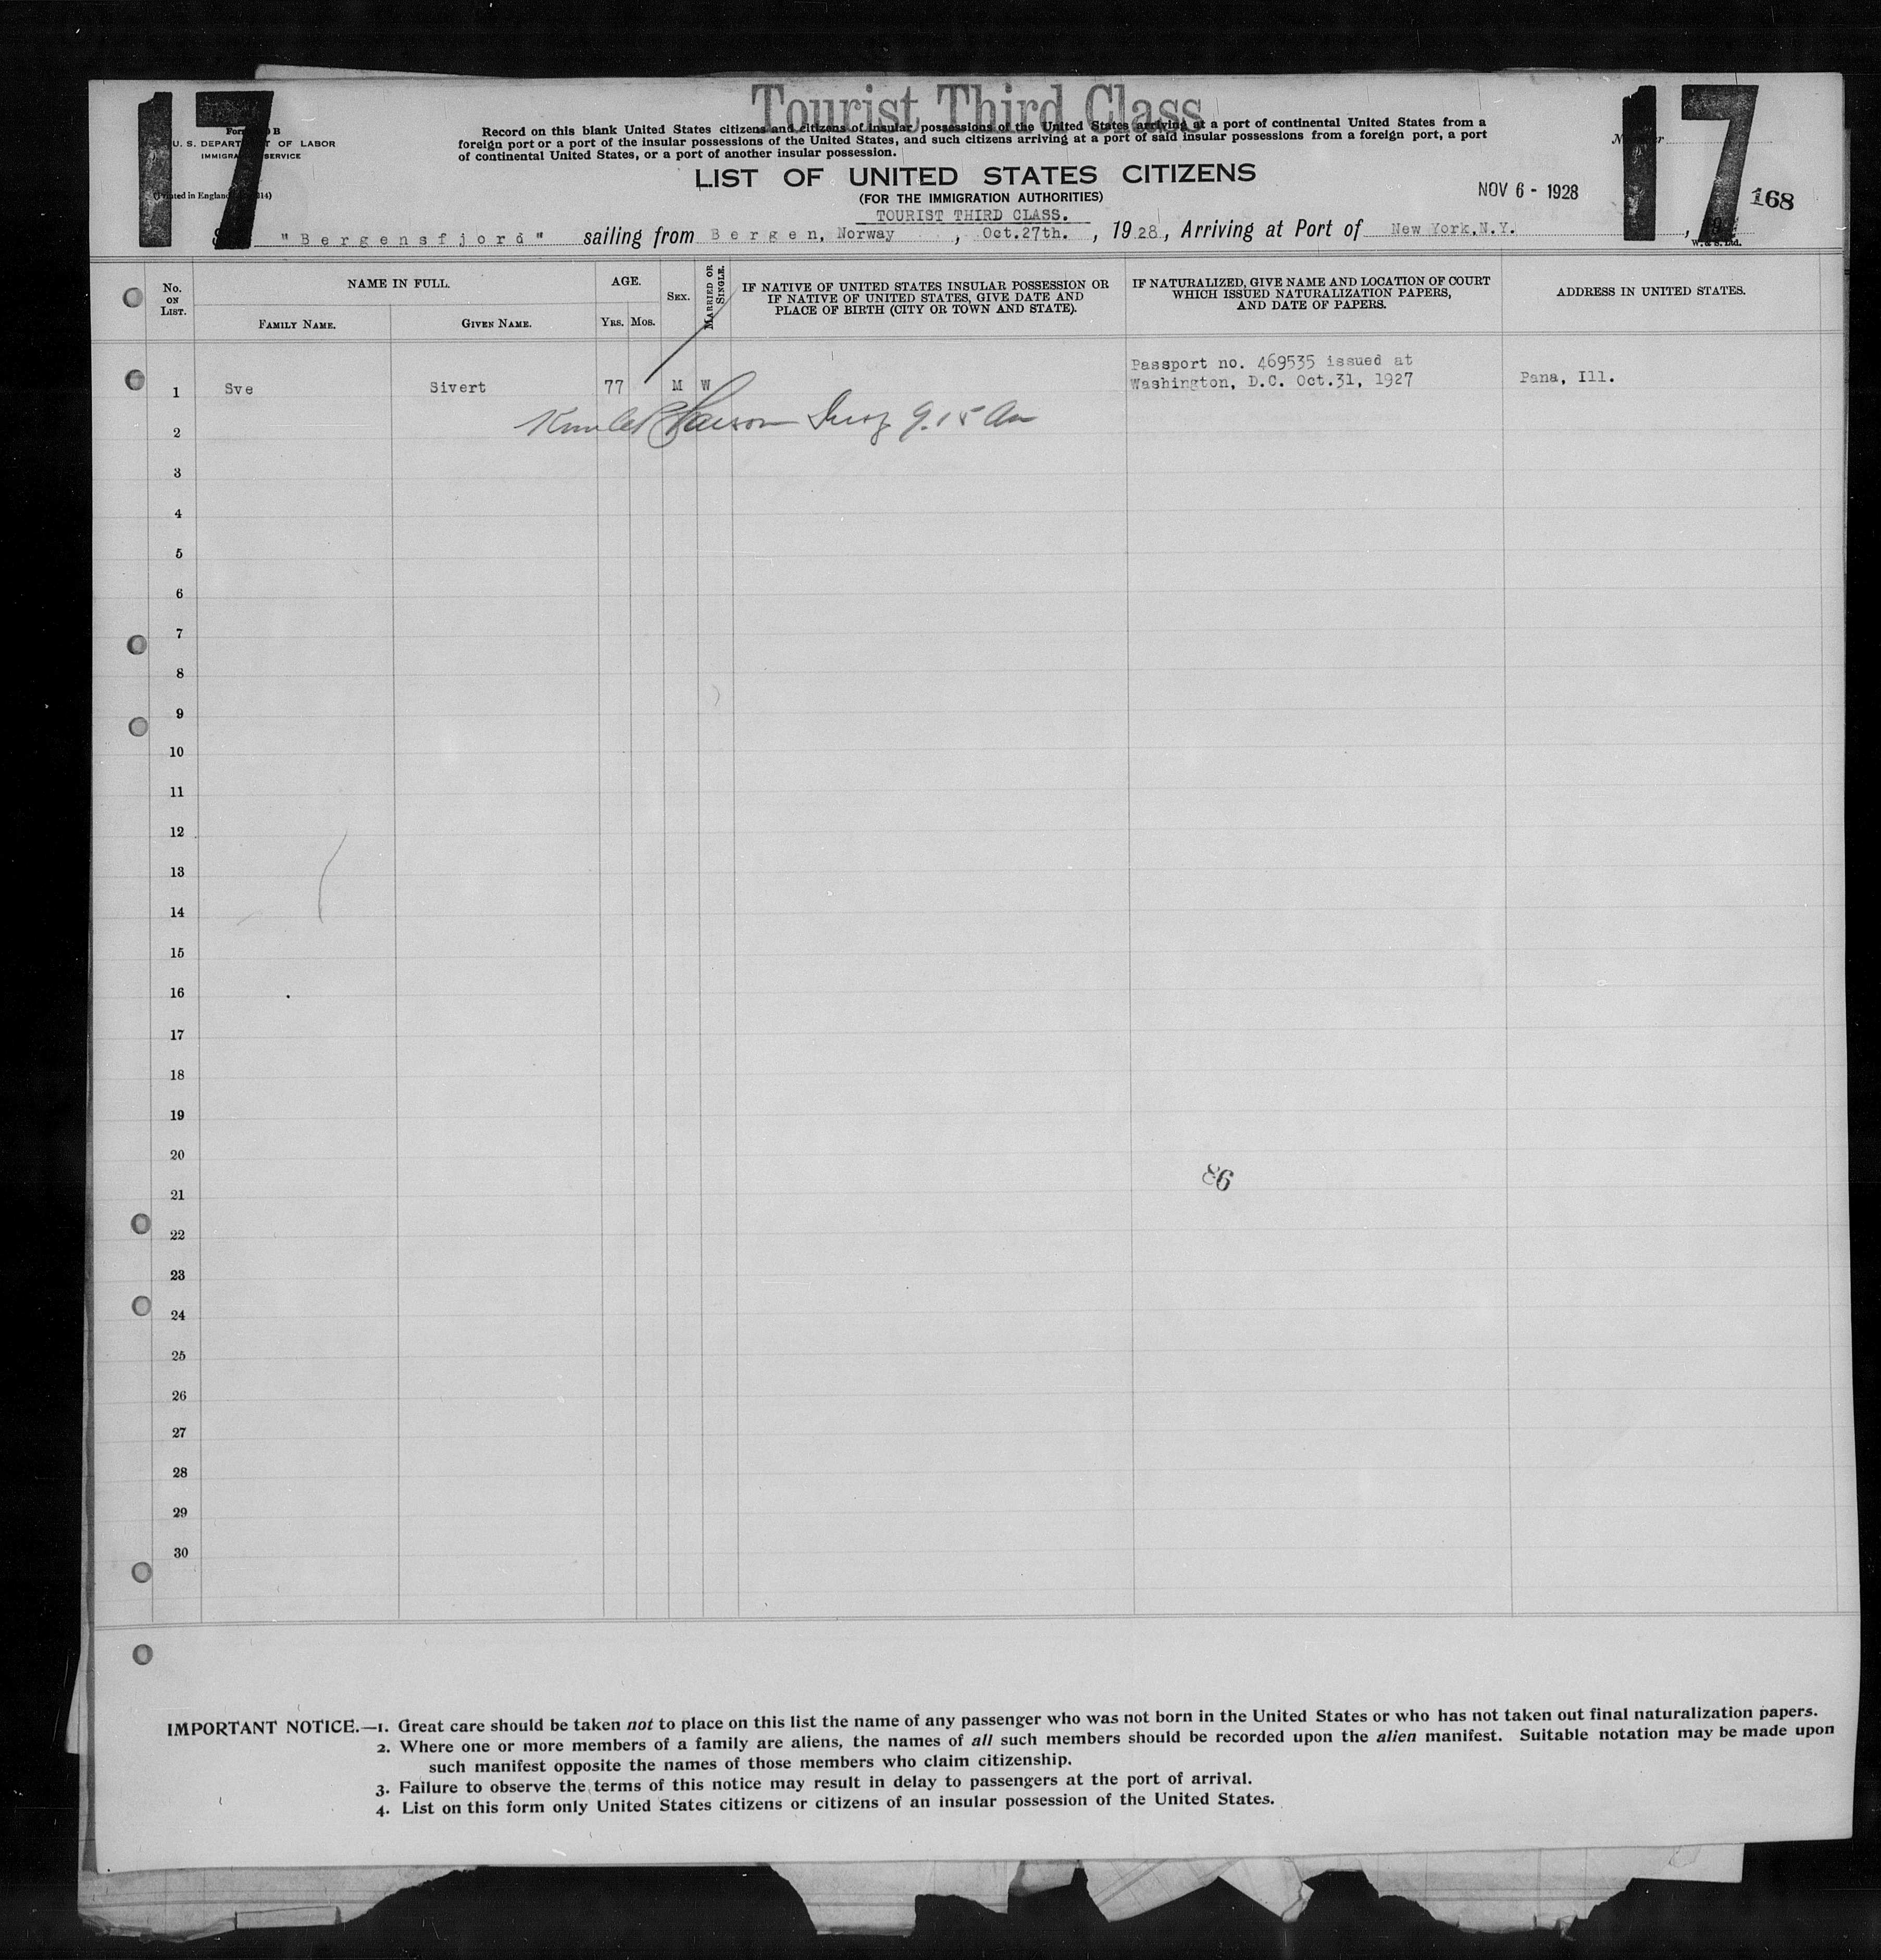 Tourist Third Class
17
17
Form B
U. S. DEPARTMENT OF LABOR
IMMIGRATION SERVICE
(Printed in England 14)
Record on this blank United States citizens and citizens of insular possessions of the United States arriving at a port of continental United States from a
foreign port or a port of the insular possessions of the United States, and such citizens arriving at a port of said insular possessions from a foreign port, a port
of continental United States, or a port of another insular possession.
LIST OF UNITED STATES CITIZENS
(FOR THE IMMIGRATION AUTHORITIES)
NOV 6 - 1928
168
TOURIST THIRD CLASS.
"Bergensfjord" sailing from Bergen, Norway, Oct.27th., 1928, Arriving at Port of New York, N.Y.
W. & S. Ltd.
No. ON LIST.
NAME IN FULL.
FAMILY NAME.
GIVEN NAME.
AGE.
YRS. MOS.
SEX.
MARRIED OR SINGLE.
IF NATIVE OF UNITED STATES INSULAR POSSESSION OR
IF NATIVE OF UNITED STATES, GIVE DATE AND
PLACE OF BIRTH (CITY OR TOWN AND STATE).
IF NATURALIZED, GIVE NAME AND LOCATION OF COURT
WHICH ISSUED NATURALIZATION PAPERS,
AND DATE OF PAPERS.
ADDRESS IN UNITED STATES.
Passport no. 469535 issued at
1 Sve Sivert 77 M W Washington, D.C. Oct.31, 1927 Pana, Ill.
2 9.15 Am
3
4
5
6
7
8
9
10
11
12
13
14
15
16
17
18
19
20
21
22
23
24
25
26
27
28
29
30
IMPORTANT NOTICE.—1. Great care should be taken not to place on this list the name of any passenger who was not born in the United States or who has not taken out final naturalization papers.
2. Where one or more members of a family are aliens, the names of all such members should be recorded upon the alien manifest. Suitable notation may be made upon
such manifest opposite the names of those members who claim citizenship.
3. Failure to observe the terms of this notice may result in delay to passengers at the port of arrival.
4. List on this form only United States citizens or citizens of an insular possession of the United States.